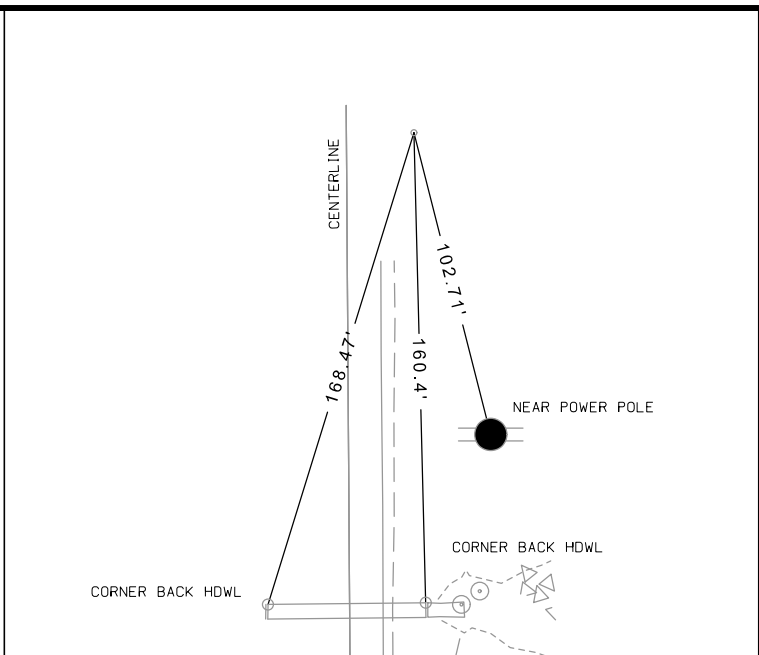 CENTERLINE
102.71'
168.47'
160.4'
NEAR POWER POLE
CORNER BACK HDWL
CORNER BACK HDWL